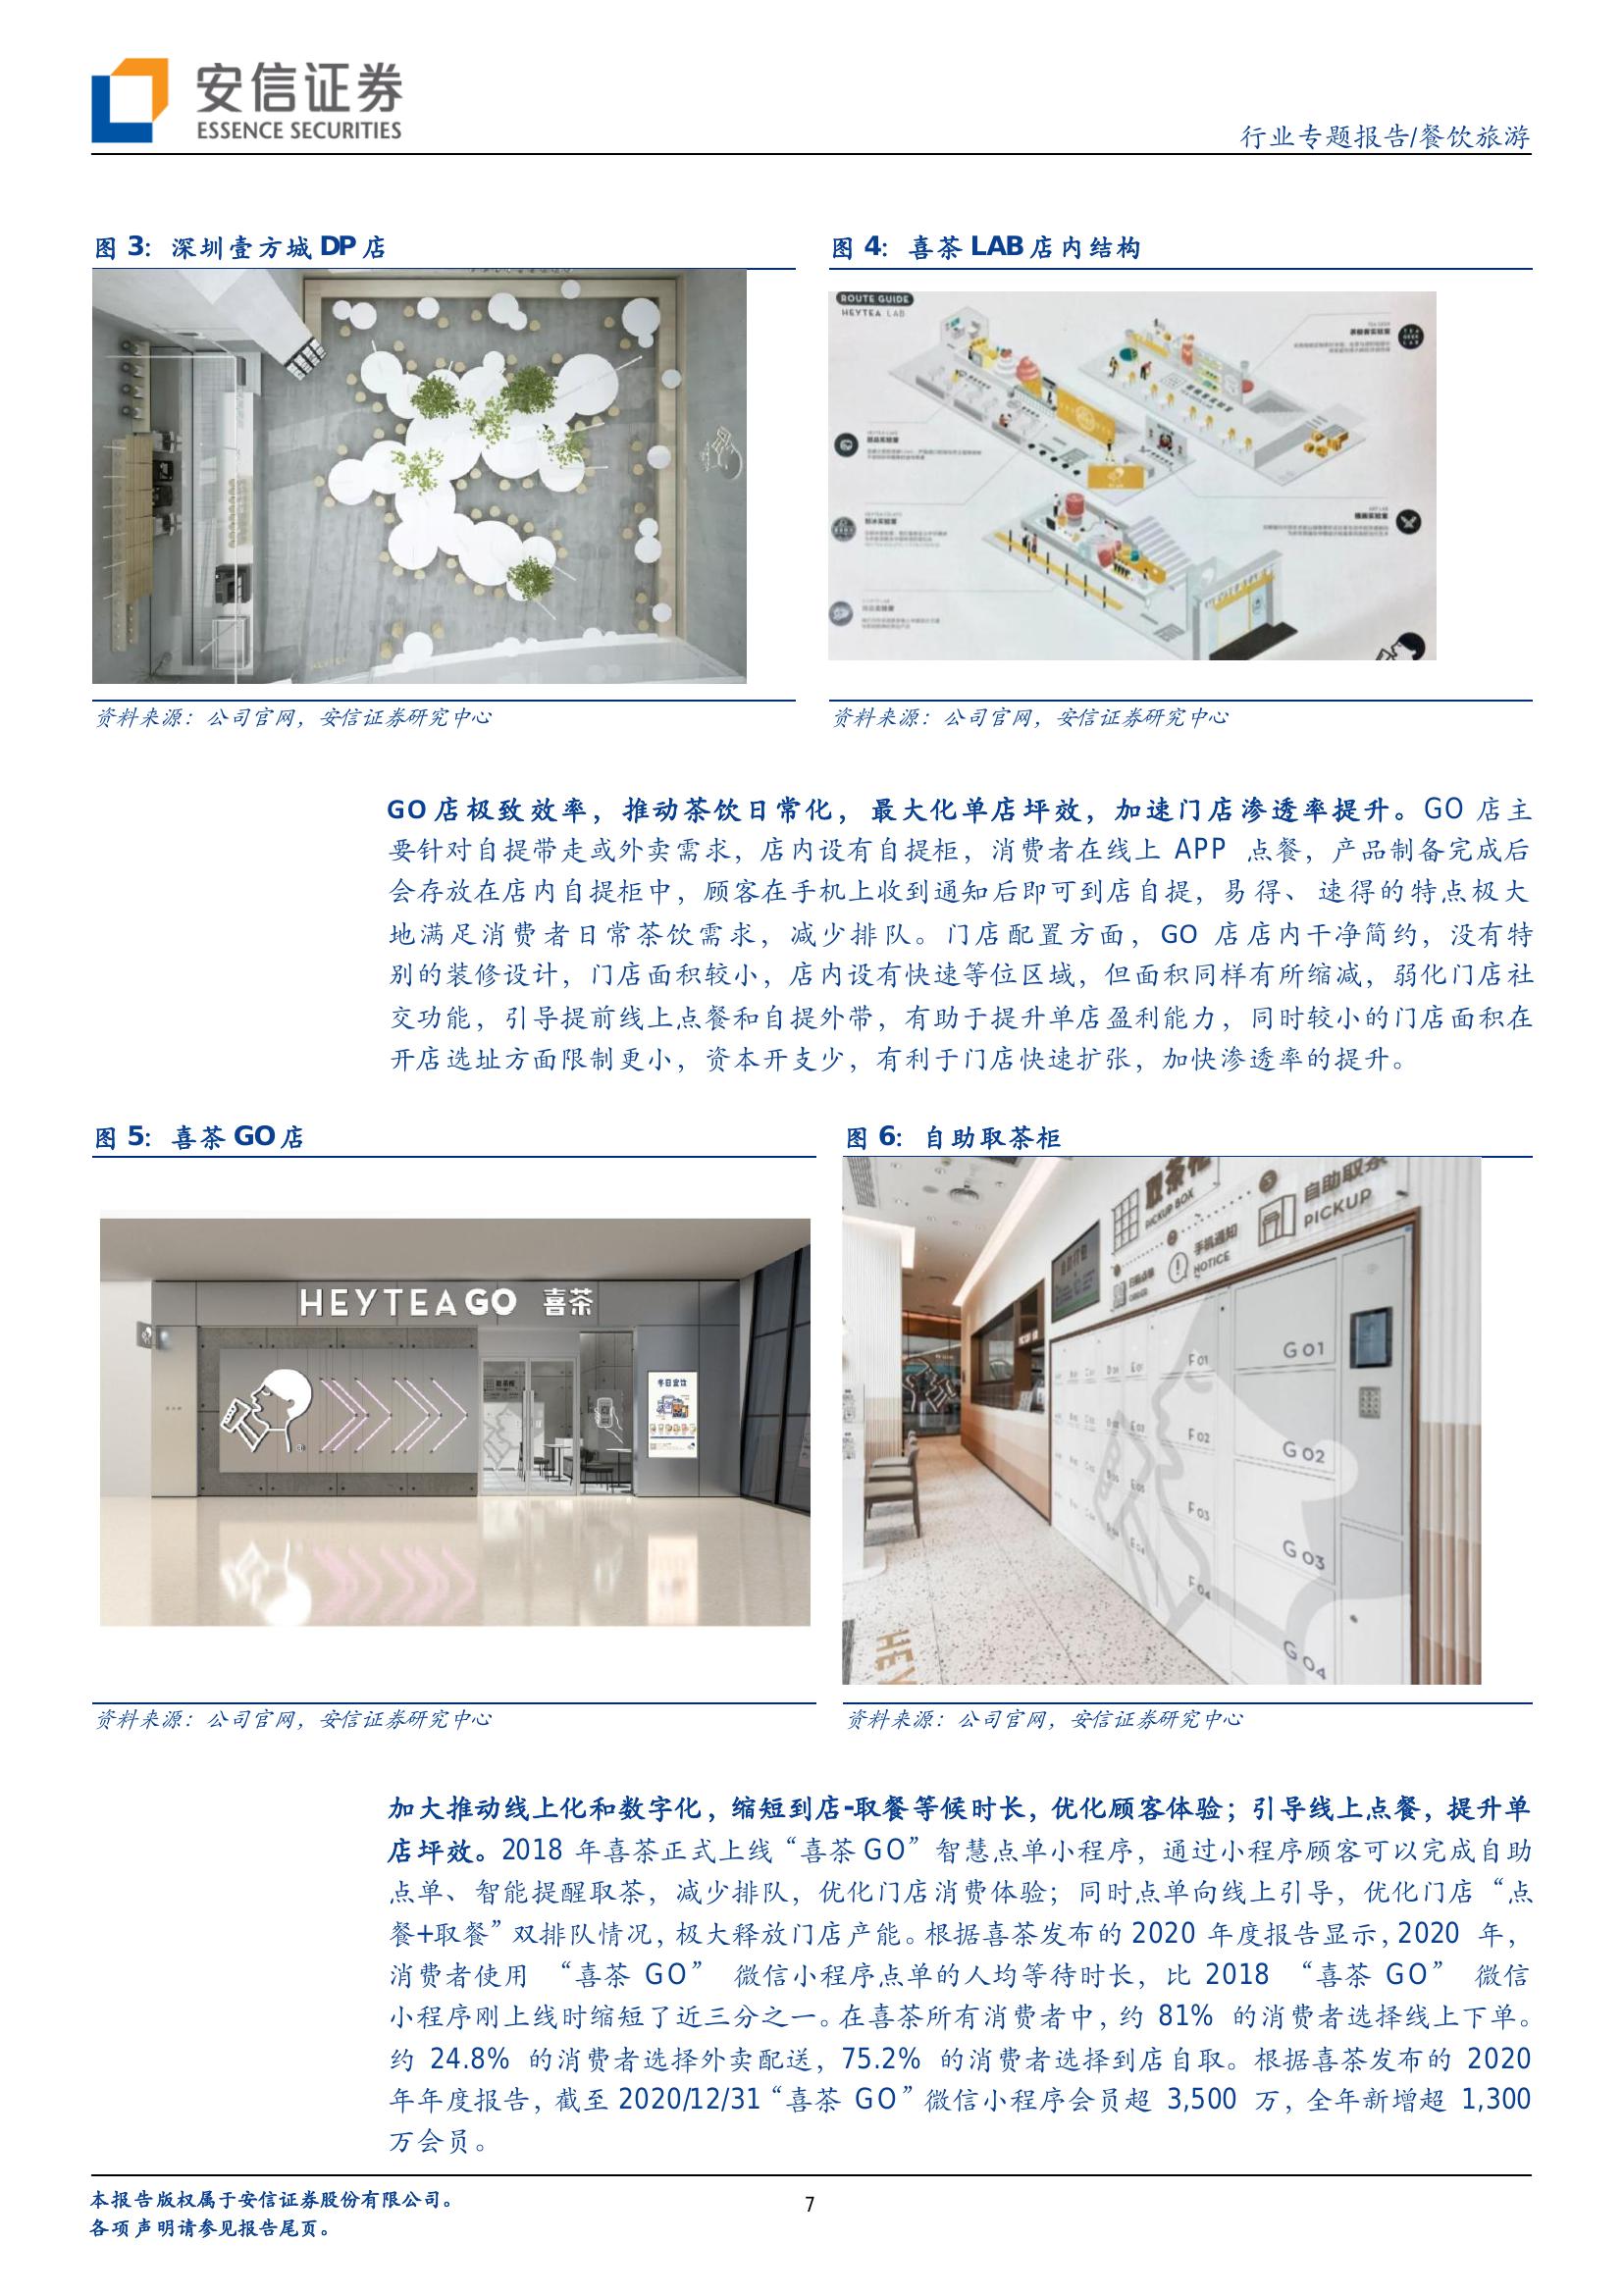 安信证券
ESSENCE SECURITIES
行业专题报告/餐饮旅游
图 3：深圳壹方城 DP 店
图 4：喜茶 LAB 店内结构
ROUTE GUIDE
HEYTEA LAB
资料来源：公司官网，安信证券研究中心
资料来源：公司官网，安信证券研究中心
GO 店极致效率，推动茶饮日常化，最大化单店坪效，加速门店渗透率提升。GO 店主
要针对自提带走或外卖需求，店内设有自提柜，消费者在线上 APP 点餐，产品制备完成后
会存放在店内自提柜中，顾客在手机上收到通知后即可到店自提，易得、速得的特点极大
地满足消费者日常茶饮需求，减少排队。门店配置方面，GO 店店内干净简约，没有特
别的装修设计，门店面积较小，店内设有快速等位区域，但面积同样有所缩减，弱化门店社
交功能，引导提前线上点餐和自提外带，有助于提升单店盈利能力，同时较小的门店面积在
开店选址方面限制更小，资本开支少，有利于门店快速扩张，加快渗透率的提升。
图 5：喜茶 GO 店
图 6：自助取茶柜
HEYTEAGO 喜茶
冬日宜饮
取茶柜
PICKUP BOX
手机通知
NOTICE
自助取茶
PICKUP
G 01
F 01
G 02
F 02
G 03
F 03
G 04
F 04
HEY
资料来源：公司官网，安信证券研究中心
资料来源：公司官网，安信证券研究中心
加大推动线上化和数字化，缩短到店-取餐等候时长，优化顾客体验；引导线上点餐，提升单
店坪效。2018 年喜茶正式上线“喜茶 GO”智慧点单小程序，通过小程序顾客可以完成自助
点单、智能提醒取茶，减少排队，优化门店消费体验；同时点单向线上引导，优化门店“点
餐+取餐”双排队情况，极大释放门店产能。根据喜茶发布的 2020 年度报告显示，2020 年，
消费者使用 “喜茶 GO” 微信小程序点单的人均等待时长，比 2018 “喜茶 GO” 微信
小程序刚上线时缩短了近三分之一。在喜茶所有消费者中，约 81% 的消费者选择线上下单。
约 24.8% 的消费者选择外卖配送，75.2% 的消费者选择到店自取。根据喜茶发布的 2020
年年度报告，截至 2020/12/31“喜茶 GO”微信小程序会员超 3,500 万，全年新增超 1,300
万会员。
本报告版权属于安信证券股份有限公司。
7
各项声明请参见报告尾页。